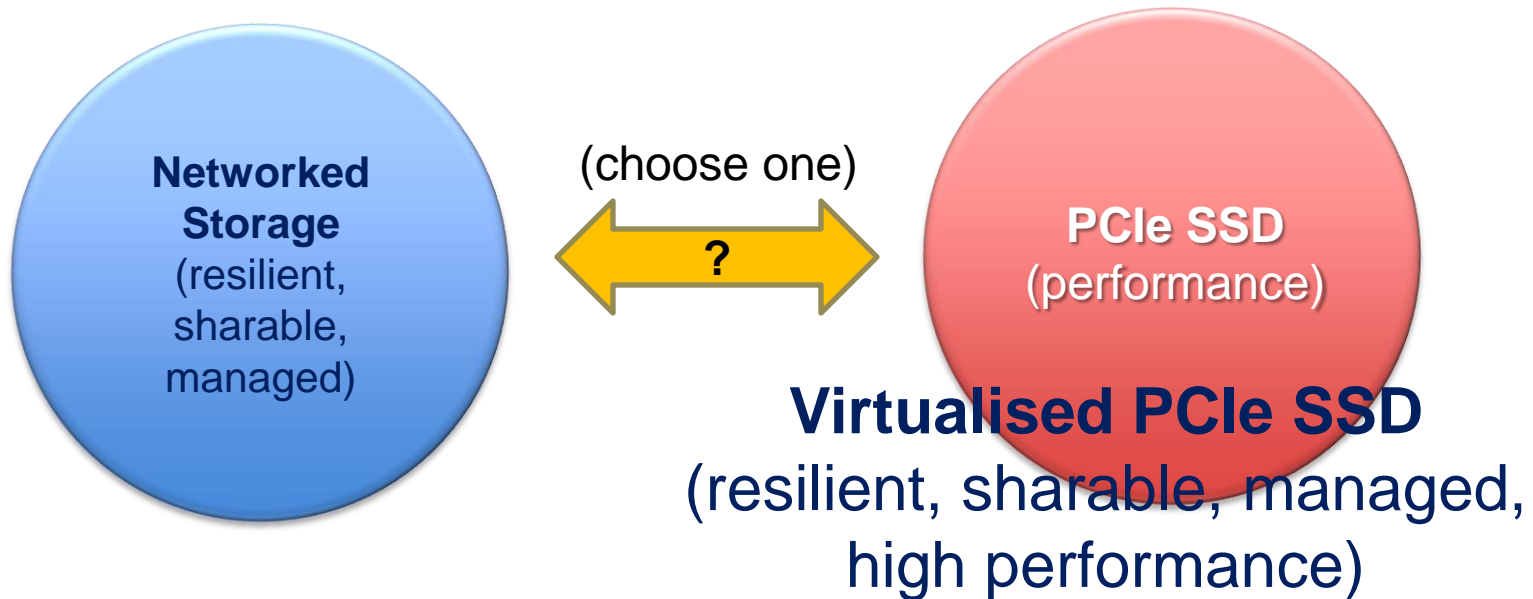 Networked
Storage
(resilient,
sharable,
managed)
(choose one)
?
PCIe SSD
(performance)
Virtualised PCIe SSD
(resilient, sharable, managed,
high performance)